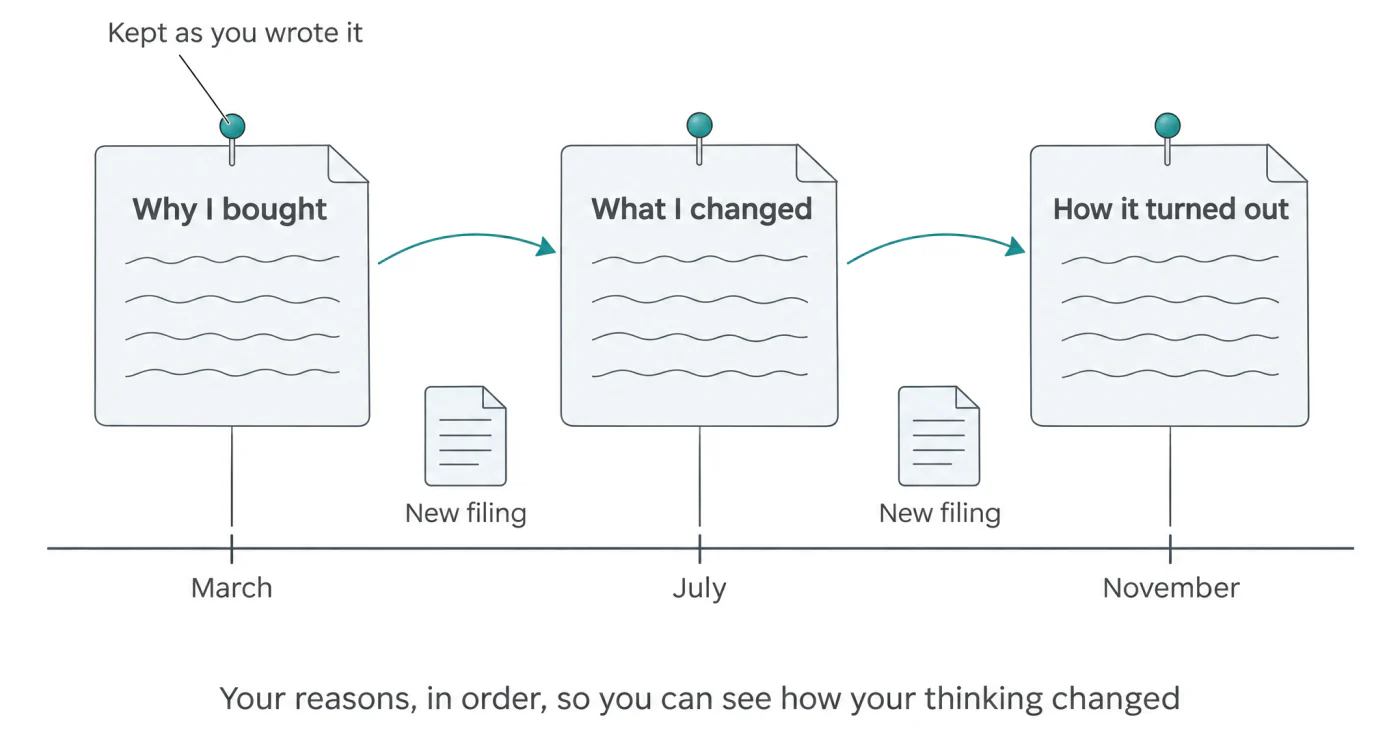 Kept as you wrote it
Why I bought
What I changed
How it turned out
New filing
New filing
March
July
November
Your reasons, in order, so you can see how your thinking changed